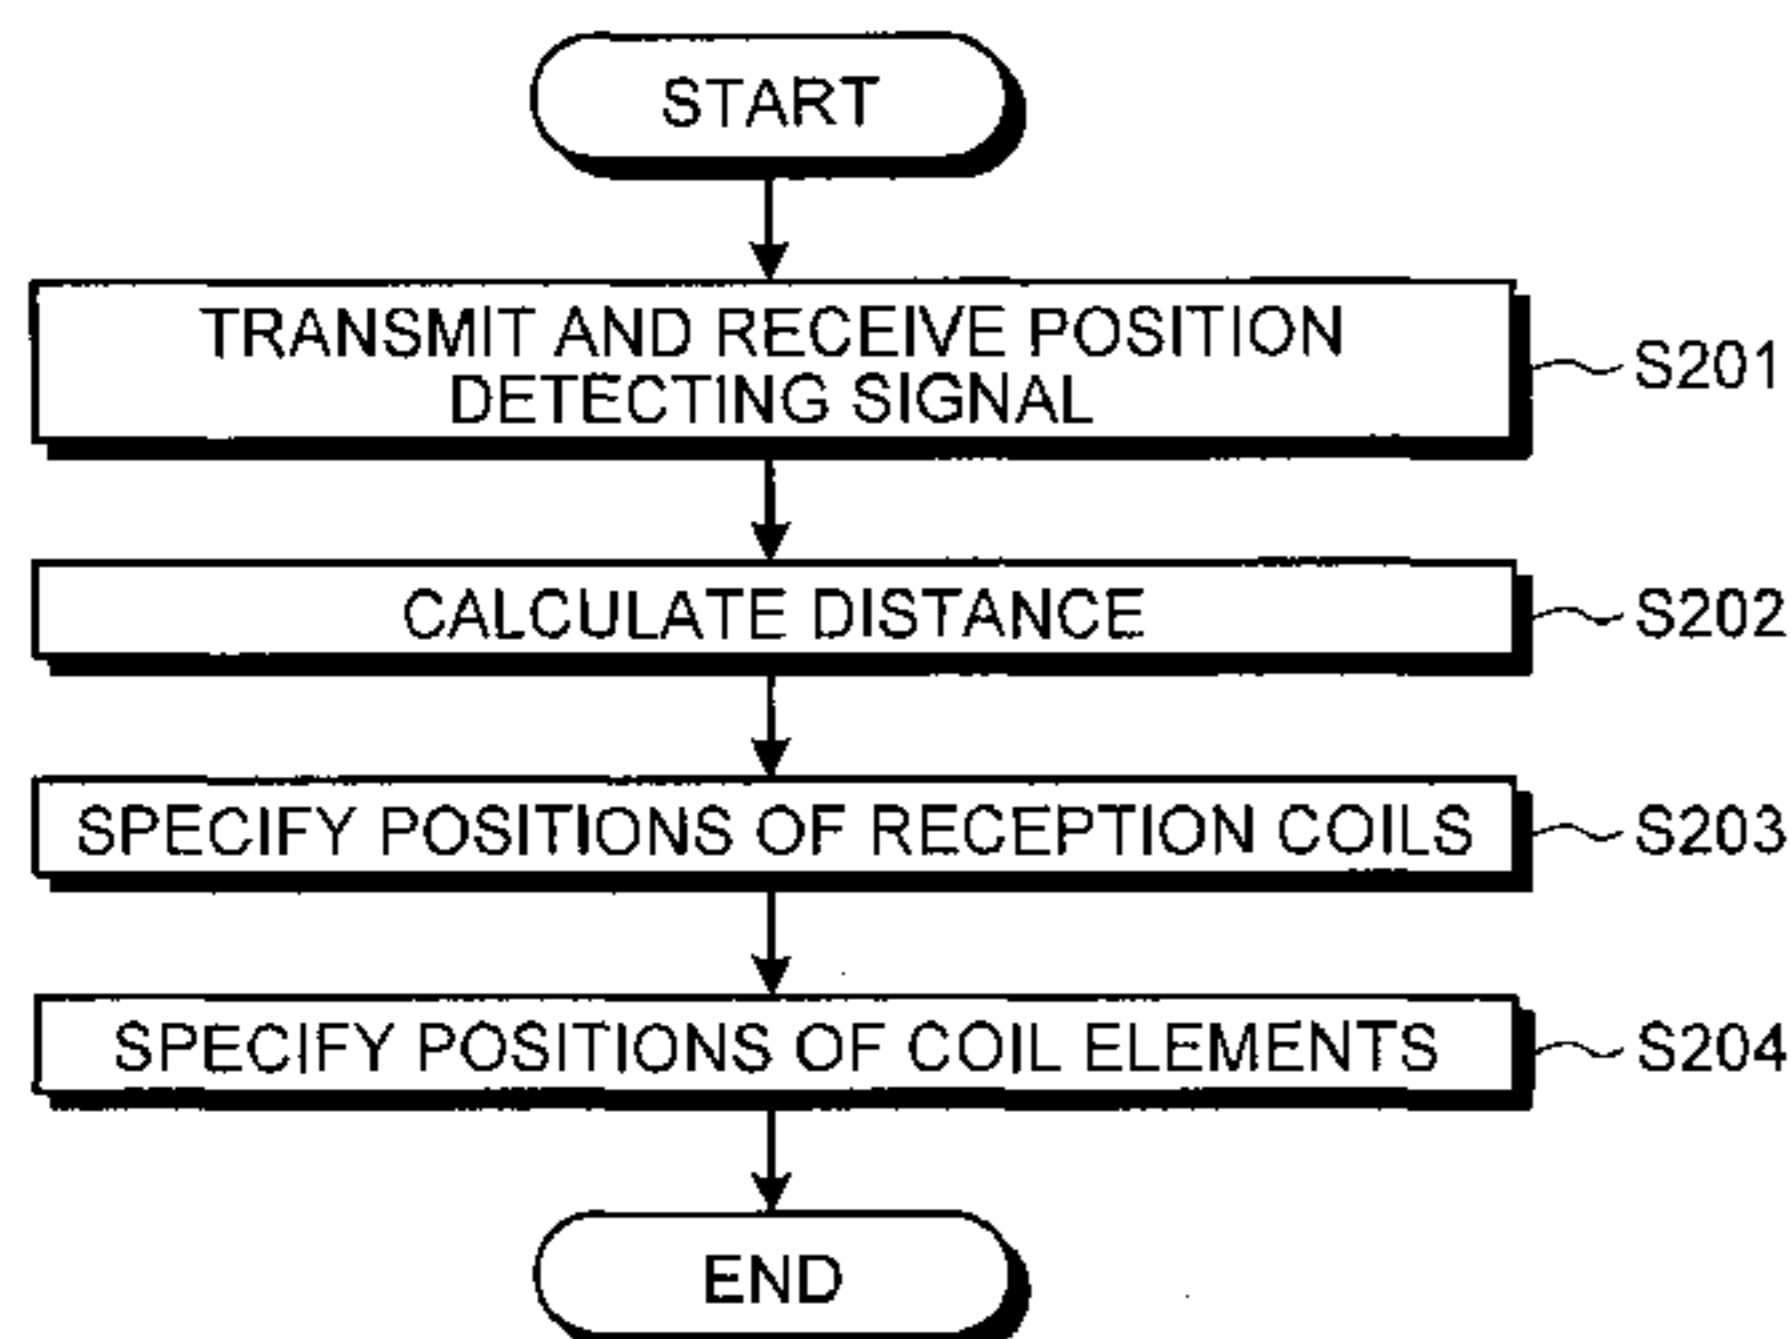 START
TRANSMIT AND RECEIVE POSITION
DETECTING SIGNAL
S201
CALCULATE DISTANCE
S202
SPECIFY POSITIONS OF RECEPTION COILS
S203
SPECIFY POSITIONS OF COIL ELEMENTS
S204
END